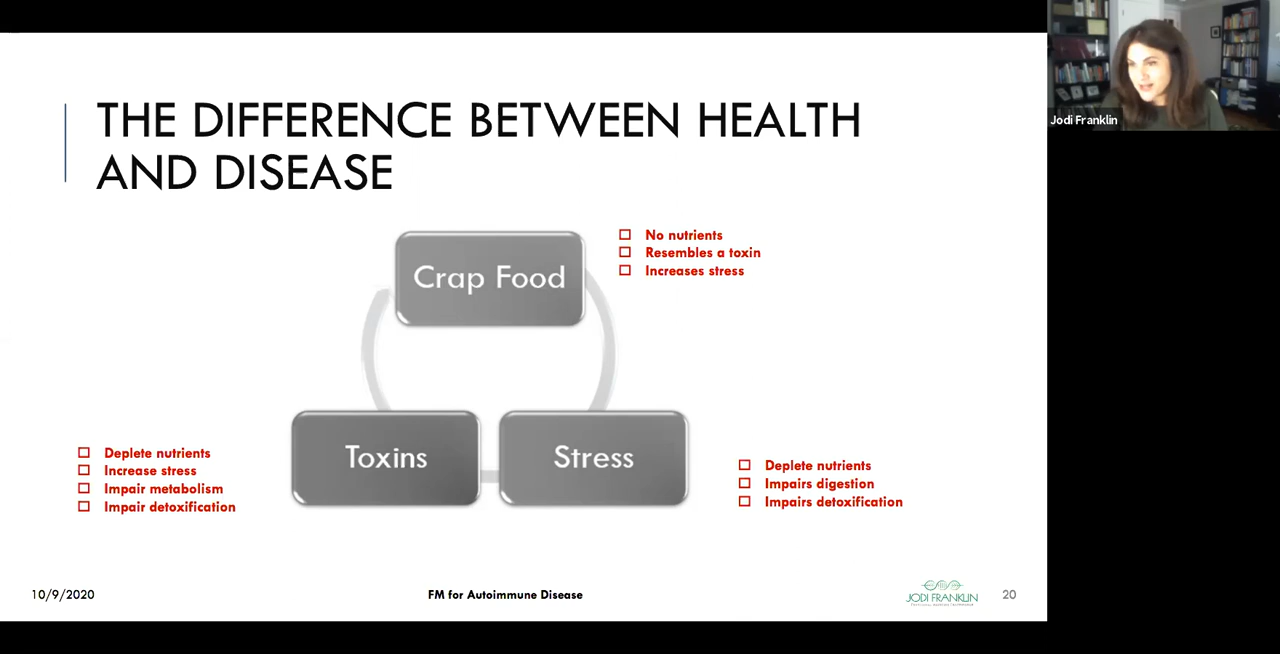 THE DIFFERENCE BETWEEN HEALTH
AND DISEASE
Crap Food
No nutrients
Resembles a toxin
Increases stress
Toxins
Deplete nutrients
Increase stress
Impair metabolism
Impair detoxification
Stress
Deplete nutrients
Impairs digestion
Impairs detoxification
10/9/2020
FM for Autoimmune Disease
JODI FRANKLIN
20
Jodi Franklin